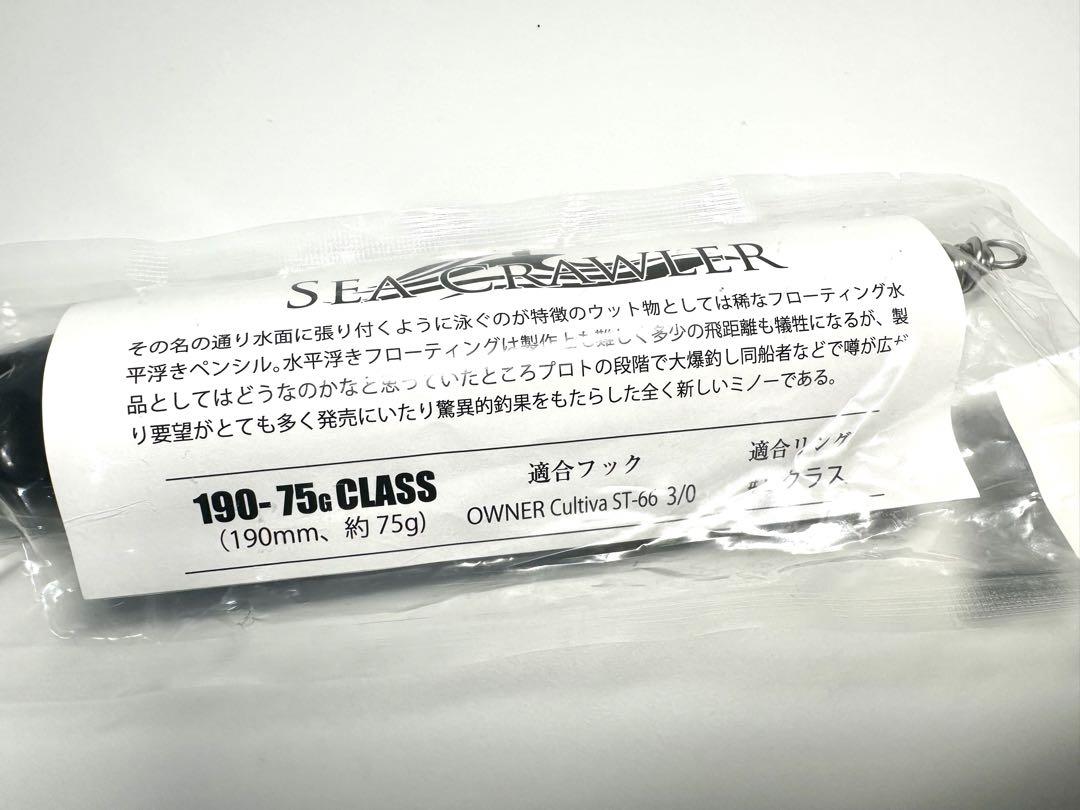 SEA CRAWLER
その名の通り水面に張り付くように泳ぐのが特徴のウット物としては稀なフローティング水
平浮きペンシル。水平浮きフローティングは製作上も難しく多少の飛距離も犠牲になるが、製
品としてはどうなのかなと思っていたところプロトの段階で大爆釣し同船者などで噂が広が
り要望がとても多く発売にいたり驚異的釣果をもたらした全く新しいミノーである。
190-75G CLASS
(190mm、約 75g)
適合フック
OWNER Cultiva ST-66 3/0
適合リング
クラス